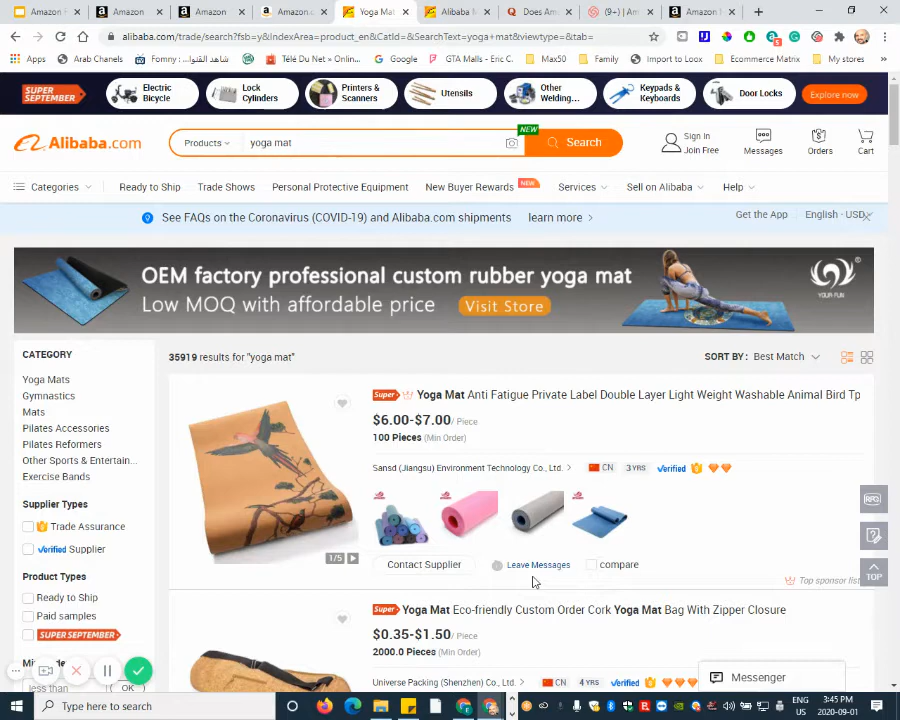 Amazon F
Amazon
Amazon
Amazon.c
Yoga Mat
Alibaba M
Does Am
(9+) | Am
Amazon
alibaba.com/trade/search?fsb=y&IndexArea=product_en&CatId=&SearchText=yoga+mat&viewtype=&tab=
Apps
Arab Chanels
Fomny : شاهد القنوا...
Télé Du Net » Onlin...
Google
GTA Malls - Eric C.
Max50
Family
Import to Loox
Ecommerce Matrix
My stores
SUPER SEPTEMBER
Electric Bicycle
Lock Cylinders
Printers & Scanners
Utensils
Other Welding...
Keypads & Keyboards
Door Locks
Explore now
Alibaba.com
Products
yoga mat
NEW
Search
Sign In
Join Free
Messages
Orders
Cart
Categories
Ready to Ship
Trade Shows
Personal Protective Equipment
New Buyer Rewards
NEW
Services
Sell on Alibaba
Help
See FAQs on the Coronavirus (COVID-19) and Alibaba.com shipments
learn more >
Get the App
English - USD
OEM factory professional custom rubber yoga mat
Low MOQ with affordable price
Visit Store
YOGA FUN
CATEGORY
Yoga Mats
Gymnastics
Mats
Pilates Accessories
Pilates Reformers
Other Sports & Entertain...
Exercise Bands
Supplier Types
Trade Assurance
Verified Supplier
Product Types
Ready to Ship
Paid samples
SUPER SEPTEMBER
less than
OK
35919 results for "yoga mat"
SORT BY : Best Match
Super Yoga Mat Anti Fatigue Private Label Double Layer Light Weight Washable Animal Bird Tp
$6.00-$7.00 / Piece
100 Pieces (Min Order)
Sansd (Jiangsu) Environment Technology Co., Ltd. >
CN
3 YRS
Verified
1/5
Contact Supplier
Leave Messages
compare
Top sponsor list
Super Yoga Mat Eco-friendly Custom Order Cork Yoga Mat Bag With Zipper Closure
$0.35-$1.50 / Piece
2000.0 Pieces (Min Order)
Universe Packing (Shenzhen) Co., Ltd. >
CN
4 YRS
Verified
RFQ
TOP
Messenger
Type here to search
ENG
US
3:45 PM
2020-09-01